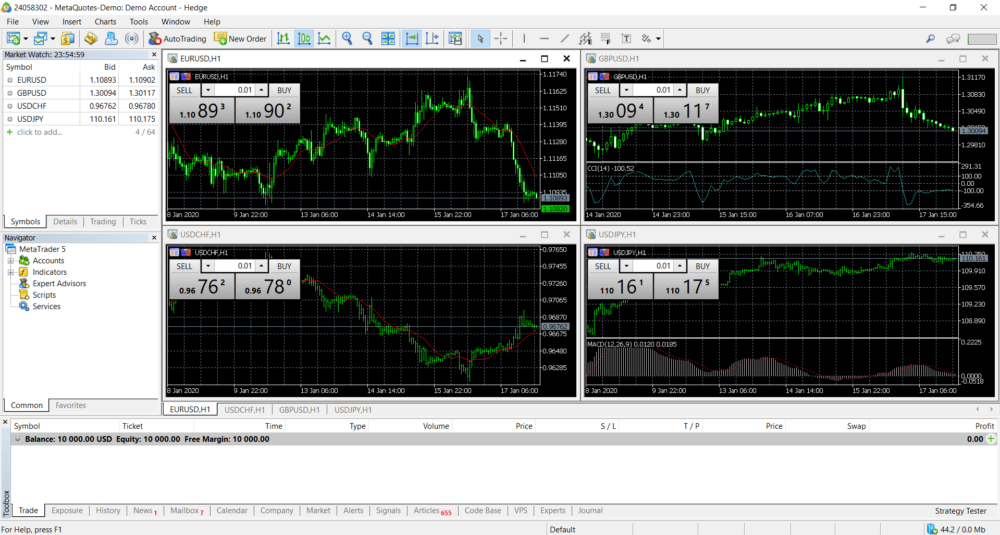 24058302 - MetaQuotes-Demo: Demo Account - Hedge
File View Insert Charts Tools Window Help
AutoTrading New Order
Market Watch: 23:54:59
Symbol Bid Ask
EURUSD 1.10893 1.10902
GBPUSD 1.30094 1.30117
USDCHF 0.96762 0.96780
USDJPY 110.161 110.175
click to add... 4 / 64
Symbols Details Trading Ticks
Navigator
MetaTrader 5
Accounts
Indicators
Expert Advisors
Scripts
Services
Common Favorites
EURUSD,H1
EURUSD,H1
SELL 0.01 BUY
1.10 89 3 1.10 90 2
1.11740
1.11625
1.11510
1.11395
1.11280
1.11165
1.11050
1.10935
1.10893
1.10820
8 Jan 2020 9 Jan 22:00 13 Jan 06:00 14 Jan 14:00 15 Jan 22:00 17 Jan 06:00
GBPUSD,H1
GBPUSD,H1
SELL 0.01 BUY
1.30 09 4 1.30 11 7
1.31170
1.30830
1.30490
1.30094
1.29810
CCI(14) -100.52
291.31
100.00
0.00
-100.00
-354.66
14 Jan 2020 14 Jan 23:00 15 Jan 15:00 16 Jan 07:00 16 Jan 23:00 17 Jan 15:00
USDCHF,H1
USDCHF,H1
SELL 0.01 BUY
0.96 76 2 0.96 78 0
0.97650
0.97455
0.97260
0.97065
0.96870
0.96762
0.96675
0.96480
0.96285
8 Jan 2020 9 Jan 22:00 13 Jan 06:00 14 Jan 14:00 15 Jan 22:00 17 Jan 06:00
USDJPY,H1
USDJPY,H1
SELL 0.01 BUY
110 16 1 110 17 5
110.250
110.161
109.910
109.570
109.230
108.890
MACD(12,26,9) 0.0120 0.0185
0.2225
0.0000
-0.0518
8 Jan 2020 9 Jan 22:00 13 Jan 06:00 14 Jan 14:00 15 Jan 22:00 17 Jan 06:00
EURUSD,H1 USDCHF,H1 GBPUSD,H1 USDJPY,H1
Symbol Ticket Time Type Volume Price S / L T / P Price Swap Profit
Balance: 10 000.00 USD Equity: 10 000.00 Free Margin: 10 000.00 0.00
Toolbox
Trade Exposure History News 1 Mailbox 7 Calendar Company Market Alerts Signals Articles 655 Code Base VPS Experts Journal Strategy Tester
For Help, press F1 Default 44.2 / 0.0 Mb